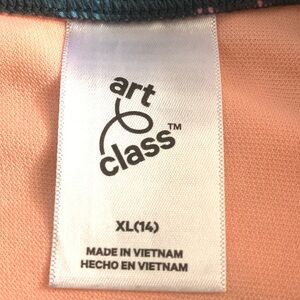 art
class™
XL(14)
MADE IN VIETNAM
HECHO EN VIETNAM